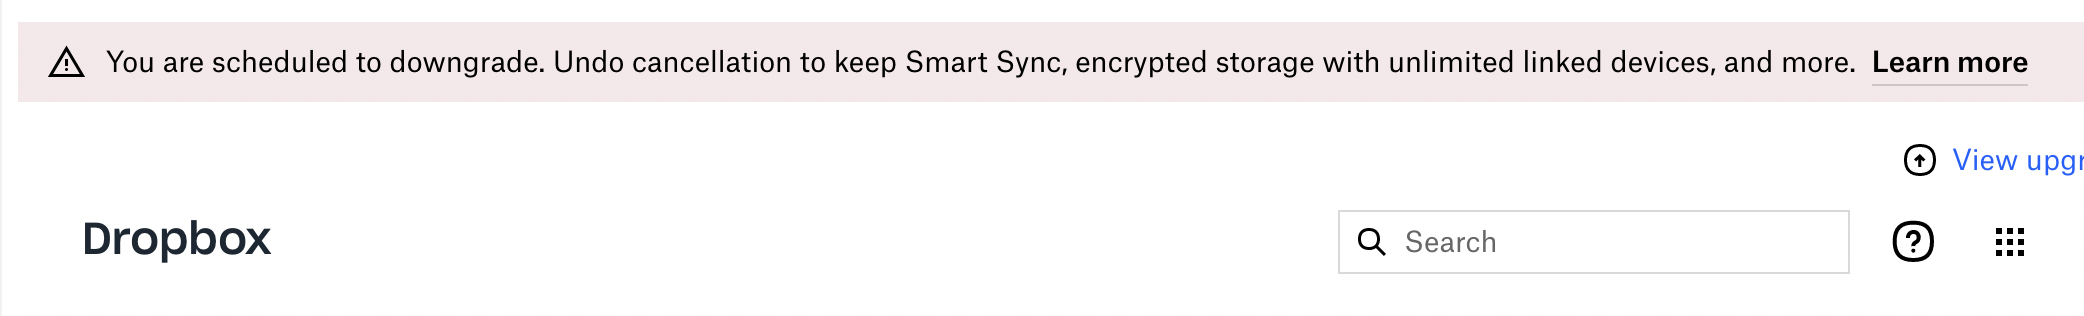 You are scheduled to downgrade. Undo cancellation to keep Smart Sync, encrypted storage with unlimited linked devices, and more. Learn more
View upgr
Dropbox
Search